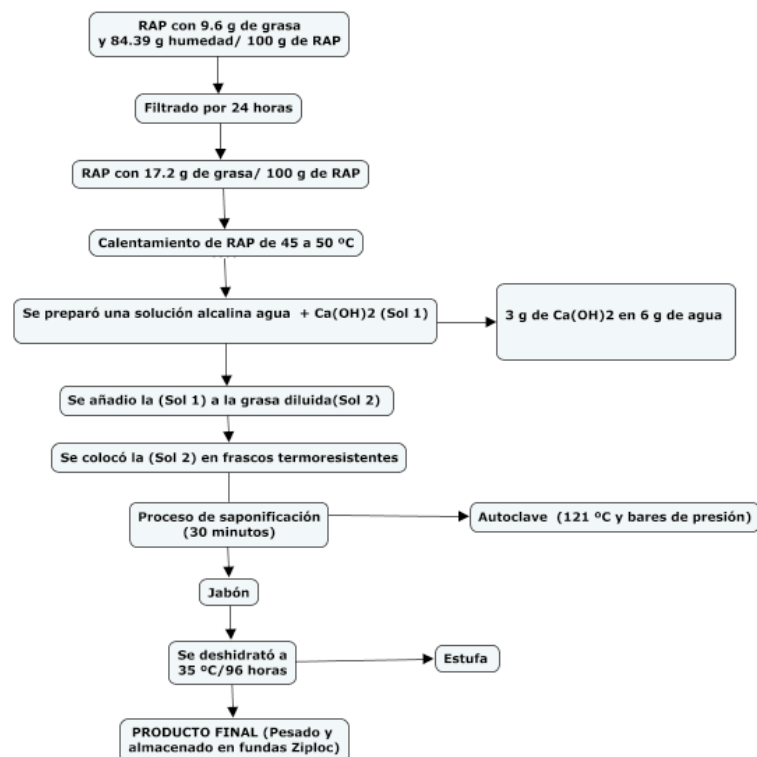 RAP con 9.6 g de grasa
y 84.39 g humedad/ 100 g de RAP
Filtrado por 24 horas
RAP con 17.2 g de grasa/ 100 g de RAP
Calentamiento de RAP de 45 a 50 ºC
Se preparó una solución alcalina agua + Ca(OH)2 (Sol 1)
3 g de Ca(OH)2 en 6 g de agua
Se añadio la (Sol 1) a la grasa diluida(Sol 2)
Se colocó la (Sol 2) en frascos termoresistentes
Proceso de saponificación
(30 minutos)
Autoclave (121 ºC y bares de presión)
Jabón
Se deshidrató a
35 ºC/96 horas
Estufa
PRODUCTO FINAL (Pesado y
almacenado en fundas Ziploc)